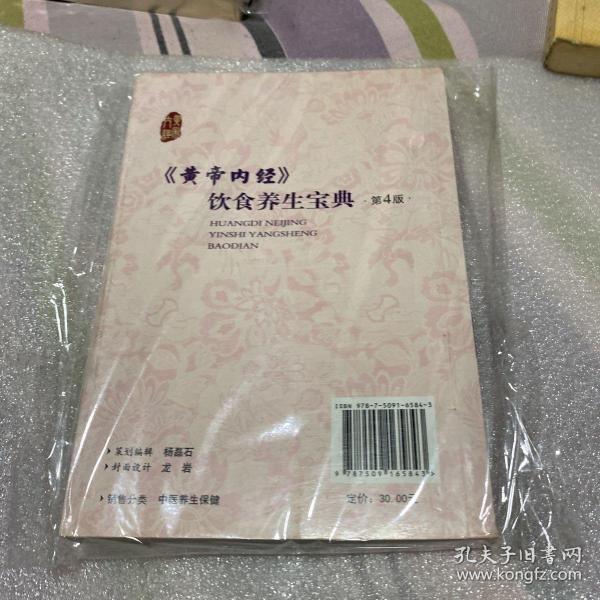 《黄帝内经》
饮食养生宝典 ·第4版·
HUANGDI NEIJING
YINSHI YANGSHENG
BAODIAN
ISBN 978-7-5091-6584-3
9 787509 165843 >
策划编辑 杨磊石
封面设计 龙岩
销售分类 中医养生保健
定价：30.00元
孔夫子旧书网
www.kongfz.com